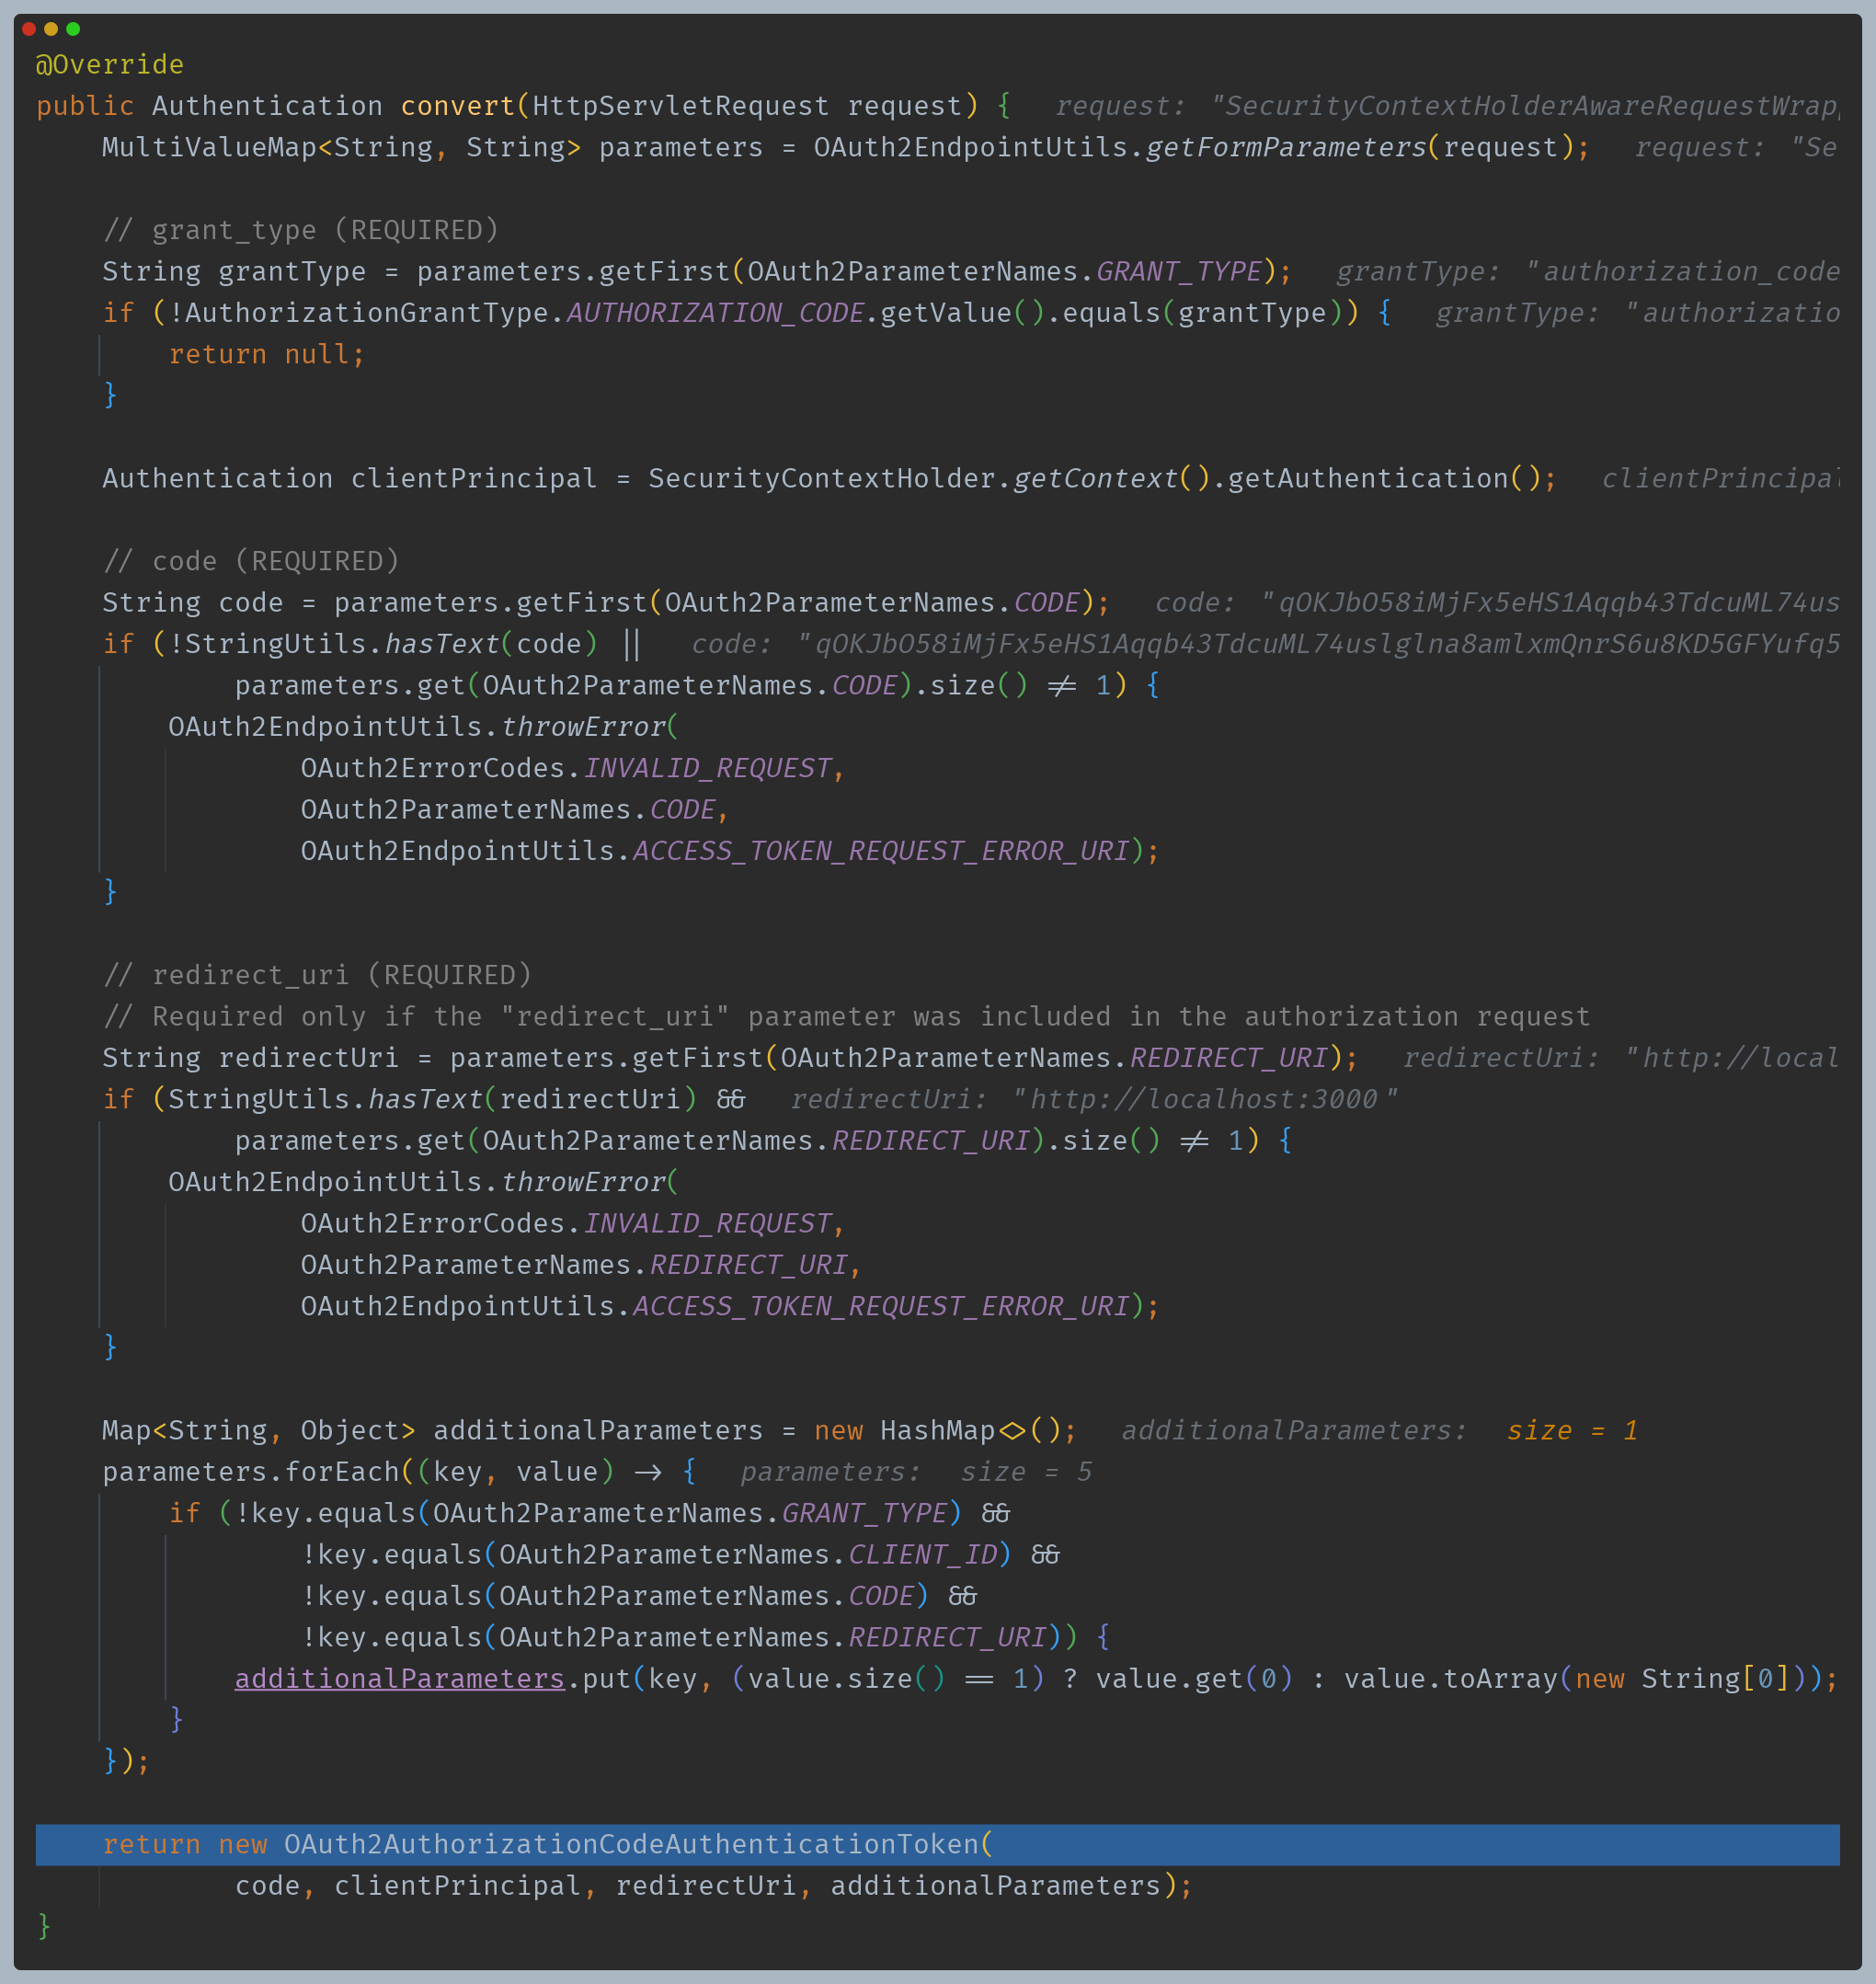 @Override
public Authentication convert(HttpServletRequest request) {   request: "SecurityContextHolderAwareRequestWrap
    MultiValueMap<String, String> parameters = OAuth2EndpointUtils.getFormParameters(request);   request: "Se

    // grant_type (REQUIRED)
    String grantType = parameters.getFirst(OAuth2ParameterNames.GRANT_TYPE);   grantType: "authorization_code
    if (!AuthorizationGrantType.AUTHORIZATION_CODE.getValue().equals(grantType)) {   grantType: "authorizatio
        return null;
    }

    Authentication clientPrincipal = SecurityContextHolder.getContext().getAuthentication();   clientPrincipal

    // code (REQUIRED)
    String code = parameters.getFirst(OAuth2ParameterNames.CODE);   code: "qOKJbO58iMjFx5eHS1Aqqb43TdcuML74us
    if (!StringUtils.hasText(code) ||   code: "qOKJbO58iMjFx5eHS1Aqqb43TdcuML74uslglna8amlxmQnrS6u8KD5GFYufq5
            parameters.get(OAuth2ParameterNames.CODE).size() != 1) {
        OAuth2EndpointUtils.throwError(
                OAuth2ErrorCodes.INVALID_REQUEST,
                OAuth2ParameterNames.CODE,
                OAuth2EndpointUtils.ACCESS_TOKEN_REQUEST_ERROR_URI);
    }

    // redirect_uri (REQUIRED)
    // Required only if the "redirect_uri" parameter was included in the authorization request
    String redirectUri = parameters.getFirst(OAuth2ParameterNames.REDIRECT_URI);   redirectUri: "http://local
    if (StringUtils.hasText(redirectUri) &&   redirectUri: "http://localhost:3000"
            parameters.get(OAuth2ParameterNames.REDIRECT_URI).size() != 1) {
        OAuth2EndpointUtils.throwError(
                OAuth2ErrorCodes.INVALID_REQUEST,
                OAuth2ParameterNames.REDIRECT_URI,
                OAuth2EndpointUtils.ACCESS_TOKEN_REQUEST_ERROR_URI);
    }

    Map<String, Object> additionalParameters = new HashMap<>();   additionalParameters:  size = 1
    parameters.forEach((key, value) -> {   parameters:  size = 5
        if (!key.equals(OAuth2ParameterNames.GRANT_TYPE) &&
                !key.equals(OAuth2ParameterNames.CLIENT_ID) &&
                !key.equals(OAuth2ParameterNames.CODE) &&
                !key.equals(OAuth2ParameterNames.REDIRECT_URI)) {
            additionalParameters.put(key, (value.size() == 1) ? value.get(0) : value.toArray(new String[0]));
        }
    });

    return new OAuth2AuthorizationCodeAuthenticationToken(
            code, clientPrincipal, redirectUri, additionalParameters);
}